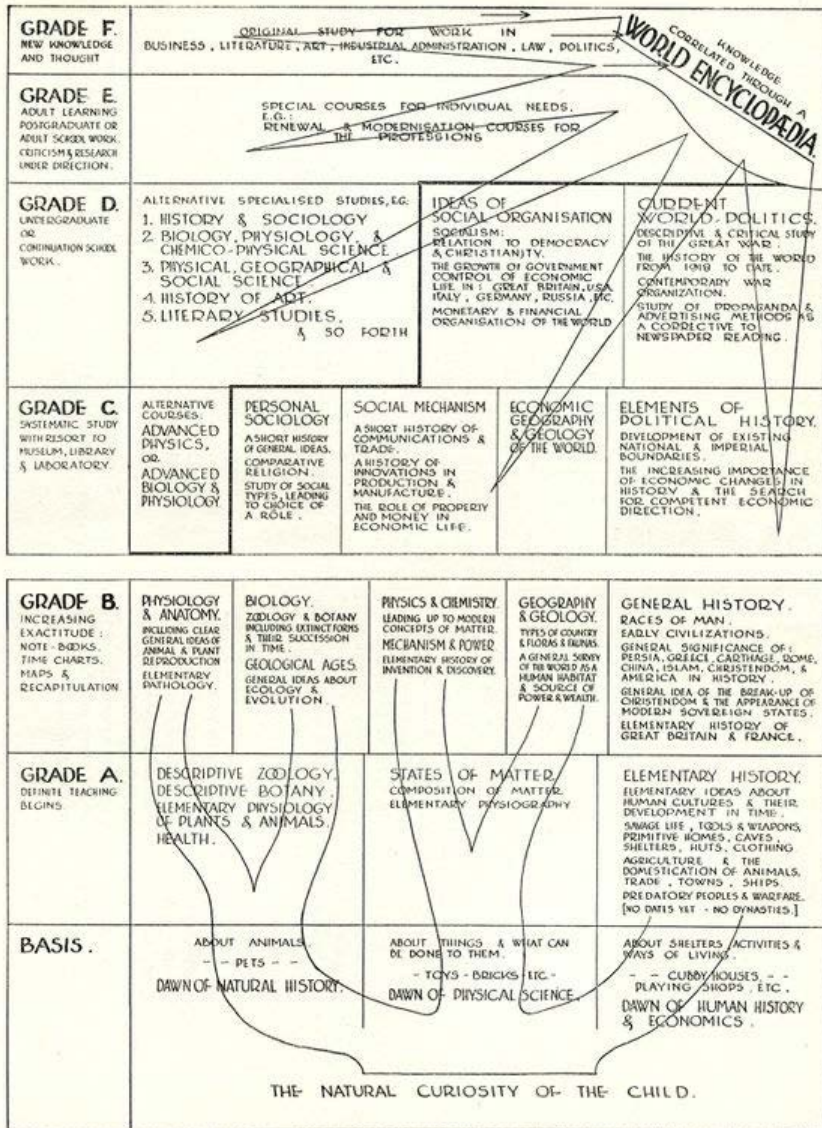 GRADE F.
NEW KNOWLEDGE
AND THOUGHT
ORIGINAL STUDY FOR WORK IN
BUSINESS, LITERATURE, ART, INDUSTRIAL ADMINISTRATION, LAW, POLITICS,
ETC.
KNOWLEDGE
CORRELATED THROUGH A
WORLD ENCYCLOPÆDIA.
GRADE E.
ADULT LEARNING
POSTGRADUATE OR
ADULT SCHOOL WORK.
CRITICISM & RESEARCH
UNDER DIRECTION.
SPECIAL COURSES FOR INDIVIDUAL NEEDS,
E.G.:
RENEWAL & MODERNISATION COURSES FOR
THE PROFESSIONS
GRADE D.
UNDERGRADUATE
OR
CONTINUATION SCHOOL
WORK.
ALTERNATIVE SPECIALISED STUDIES, E.G.
1. HISTORY & SOCIOLOGY
2. BIOLOGY, PHYSIOLOGY &
CHEMICO-PHYSICAL SCIENCE
3. PHYSICAL, GEOGRAPHICAL &
SOCIAL SCIENCE.
4. HISTORY OF ART.
5. LITERARY STUDIES,
& SO FORTH
IDEAS OF
SOCIAL ORGANISATION
SOCIALISM:
RELATION TO DEMOCRACY
& CHRISTIANITY.
THE GROWTH OF GOVERNMENT
CONTROL OF ECONOMIC
LIFE IN: GREAT BRITAIN, U.S.A.
ITALY, GERMANY, RUSSIA, ETC.
MONETARY & FINANCIAL
ORGANISATION OF THE WORLD
CURRENT
WORLD-POLITICS.
DESCRIPTIVE & CRITICAL STUDY
OF THE GREAT WAR.
THE HISTORY OF THE WORLD
FROM 1918 TO DATE.
CONTEMPORARY WAR
ORGANIZATION.
STUDY OF PROPAGANDA &
ADVERTISING METHODS AS
A CORRECTIVE TO
NEWSPAPER READING.
GRADE C.
SYSTEMATIC STUDY
WITH RESORT TO
MUSEUM, LIBRARY
& LABORATORY.
ALTERNATIVE
COURSES:
ADVANCED
PHYSICS,
OR
ADVANCED
BIOLOGY &
PHYSIOLOGY
PERSONAL
SOCIOLOGY
A SHORT HISTORY
OF GENERAL IDEAS.
COMPARATIVE
RELIGION.
STUDY OF SOCIAL
TYPES, LEADING
TO CHOICE OF
A RÔLE.
SOCIAL MECHANISM
A SHORT HISTORY OF
COMMUNICATIONS &
TRADE.
A HISTORY OF
INNOVATIONS IN
PRODUCTION &
MANUFACTURE.
THE ROLE OF PROPERTY
AND MONEY IN
ECONOMIC LIFE.
ECONOMIC
GEOGRAPHY
& GEOLOGY
OF THE WORLD.
ELEMENTS OF
POLITICAL HISTORY.
DEVELOPMENT OF EXISTING
NATIONAL & IMPERIAL
BOUNDARIES.
THE INCREASING IMPORTANCE
OF ECONOMIC CHANGES IN
HISTORY & THE SEARCH
FOR COMPETENT ECONOMIC
DIRECTION.
GRADE B.
INCREASING
EXACTITUDE:
NOTE-BOOKS.
TIME CHARTS.
MAPS &
RECAPITULATION.
PHYSIOLOGY
& ANATOMY.
INCLUDING CLEAR
GENERAL IDEAS OF
ANIMAL & PLANT
REPRODUCTION
ELEMENTARY
PATHOLOGY.
BIOLOGY.
ZOOLOGY & BOTANY
INCLUDING EXTINCT FORMS
& THEIR SUCCESSION
IN TIME.
GEOLOGICAL AGES.
GENERAL IDEAS ABOUT
ECOLOGY &
EVOLUTION.
PHYSICS & CHEMISTRY.
LEADING UP TO MODERN
CONCEPTS OF MATTER.
MECHANISM & POWER
ELEMENTARY HISTORY OF
INVENTION & DISCOVERY.
GEOGRAPHY
& GEOLOGY.
TYPES OF COUNTRY
& FLORAS & FAUNAS.
A GENERAL SURVEY
OF THE WORLD AS A
HUMAN HABITAT
& SOURCE OF
POWER & WEALTH.
GENERAL HISTORY.
RACES OF MAN.
EARLY CIVILIZATIONS.
GENERAL SIGNIFICANCE OF:
PERSIA, GREECE, CARTHAGE, ROME,
CHINA, ISLAM, CHRISTENDOM, &
AMERICA IN HISTORY.
GENERAL IDEA OF THE BREAK-UP OF
CHRISTENDOM & THE APPEARANCE OF
MODERN SOVEREIGN STATES.
ELEMENTARY HISTORY OF
GREAT BRITAIN & FRANCE.
GRADE A.
DEFINITE TEACHING
BEGINS
DESCRIPTIVE ZOOLOGY.
DESCRIPTIVE BOTANY.
ELEMENTARY PHYSIOLOGY
OF PLANTS & ANIMALS.
HEALTH.
STATES OF MATTER.
COMPOSITION OF MATTER.
ELEMENTARY PHYSIOGRAPHY
ELEMENTARY HISTORY.
ELEMENTARY IDEAS ABOUT
HUMAN CULTURES & THEIR
DEVELOPMENT IN TIME.
SAVAGE LIFE, TOOLS & WEAPONS,
PRIMITIVE HOMES, CAVES,
SHELTERS, HUTS, CLOTHING
AGRICULTURE & THE
DOMESTICATION OF ANIMALS,
TRADE, TOWNS, SHIPS.
PREDATORY PEOPLES & WARFARE.
[NO DATES YET - NO DYNASTIES.]
BASIS.
ABOUT ANIMALS.
- - PETS - -
DAWN OF NATURAL HISTORY.
ABOUT THINGS & WHAT CAN
BE DONE TO THEM.
- TOYS - BRICKS - ETC -
DAWN OF PHYSICAL SCIENCE.
ABOUT SHELTERS ACTIVITIES &
WAYS OF LIVING.
- - CUBBY HOUSES. - -
PLAYING SHOPS. ETC.
DAWN OF HUMAN HISTORY
& ECONOMICS.
THE NATURAL CURIOSITY OF THE CHILD.